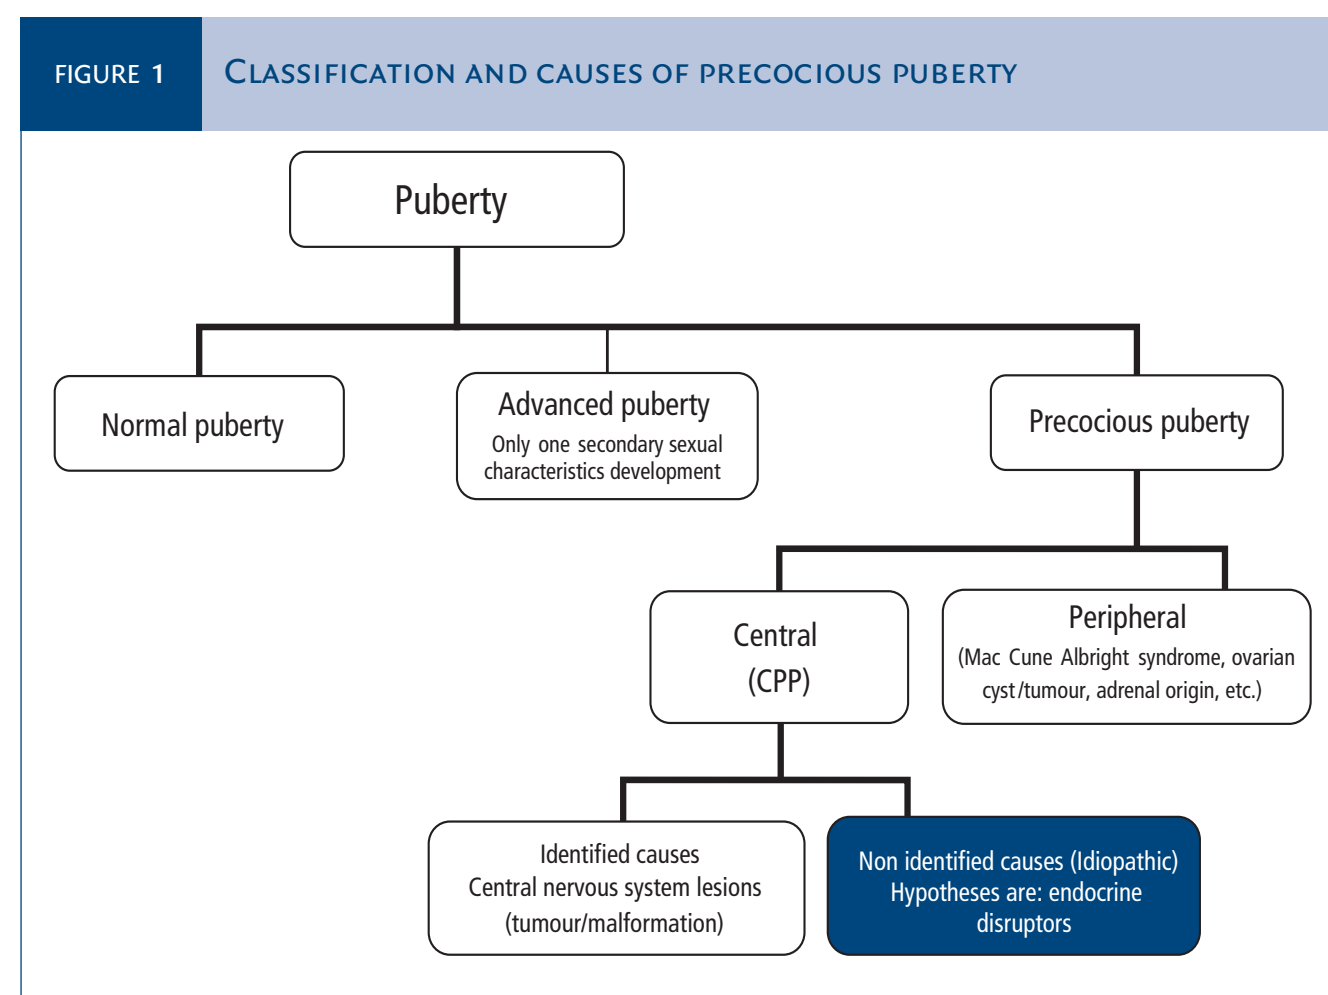 FIGURE 1
CLASSIFICATION AND CAUSES OF PRECOCIOUS PUBERTY
Puberty
Normal puberty
Advanced puberty
Only one secondary sexual
characteristics development
Precocious puberty
Central
(CPP)
Peripheral
(Mac Cune Albright syndrome, ovarian
cyst/tumour, adrenal origin, etc.)
Identified causes
Central nervous system lesions
(tumour/malformation)
Non identified causes (Idiopathic)
Hypotheses are: endocrine
disruptors